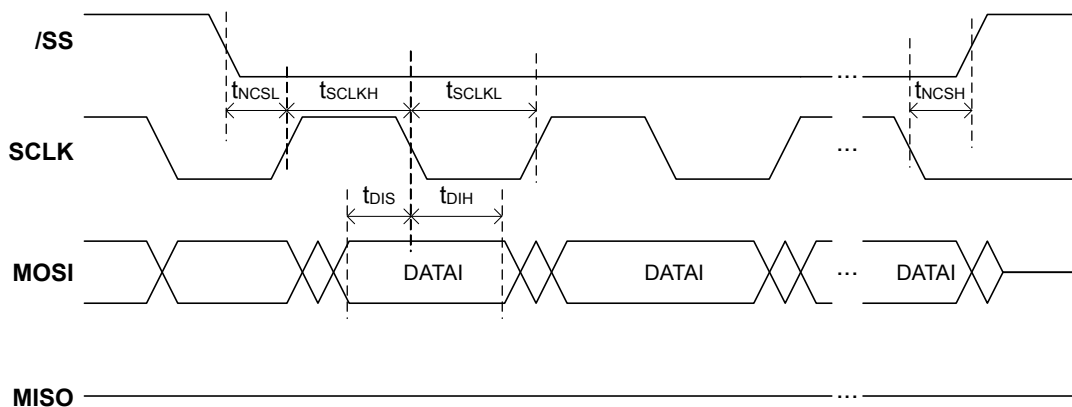 /SS
...
tNCSL tSCLKH tSCLKL tNCSH
SCLK
...
tDIS tDIH
MOSI DATAI DATAI ... DATAI
MISO ...